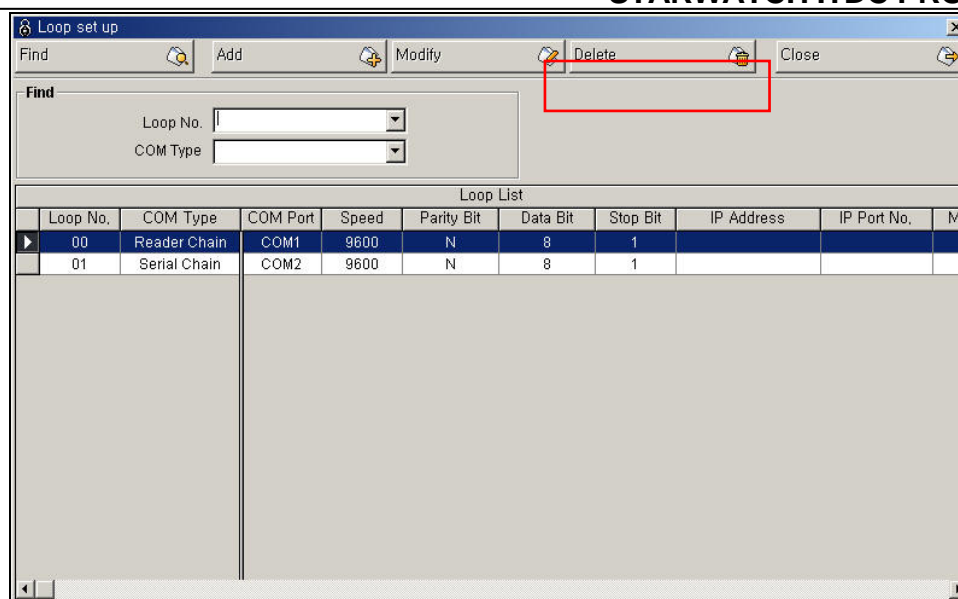 Loop set up
Find Add Modify Delete Close
Find
Loop No.
COM Type
Loop List
Loop No. COM Type COM Port Speed Parity Bit Data Bit Stop Bit IP Address IP Port No. M
00 Reader Chain COM1 9600 N 8 1
01 Serial Chain COM2 9600 N 8 1